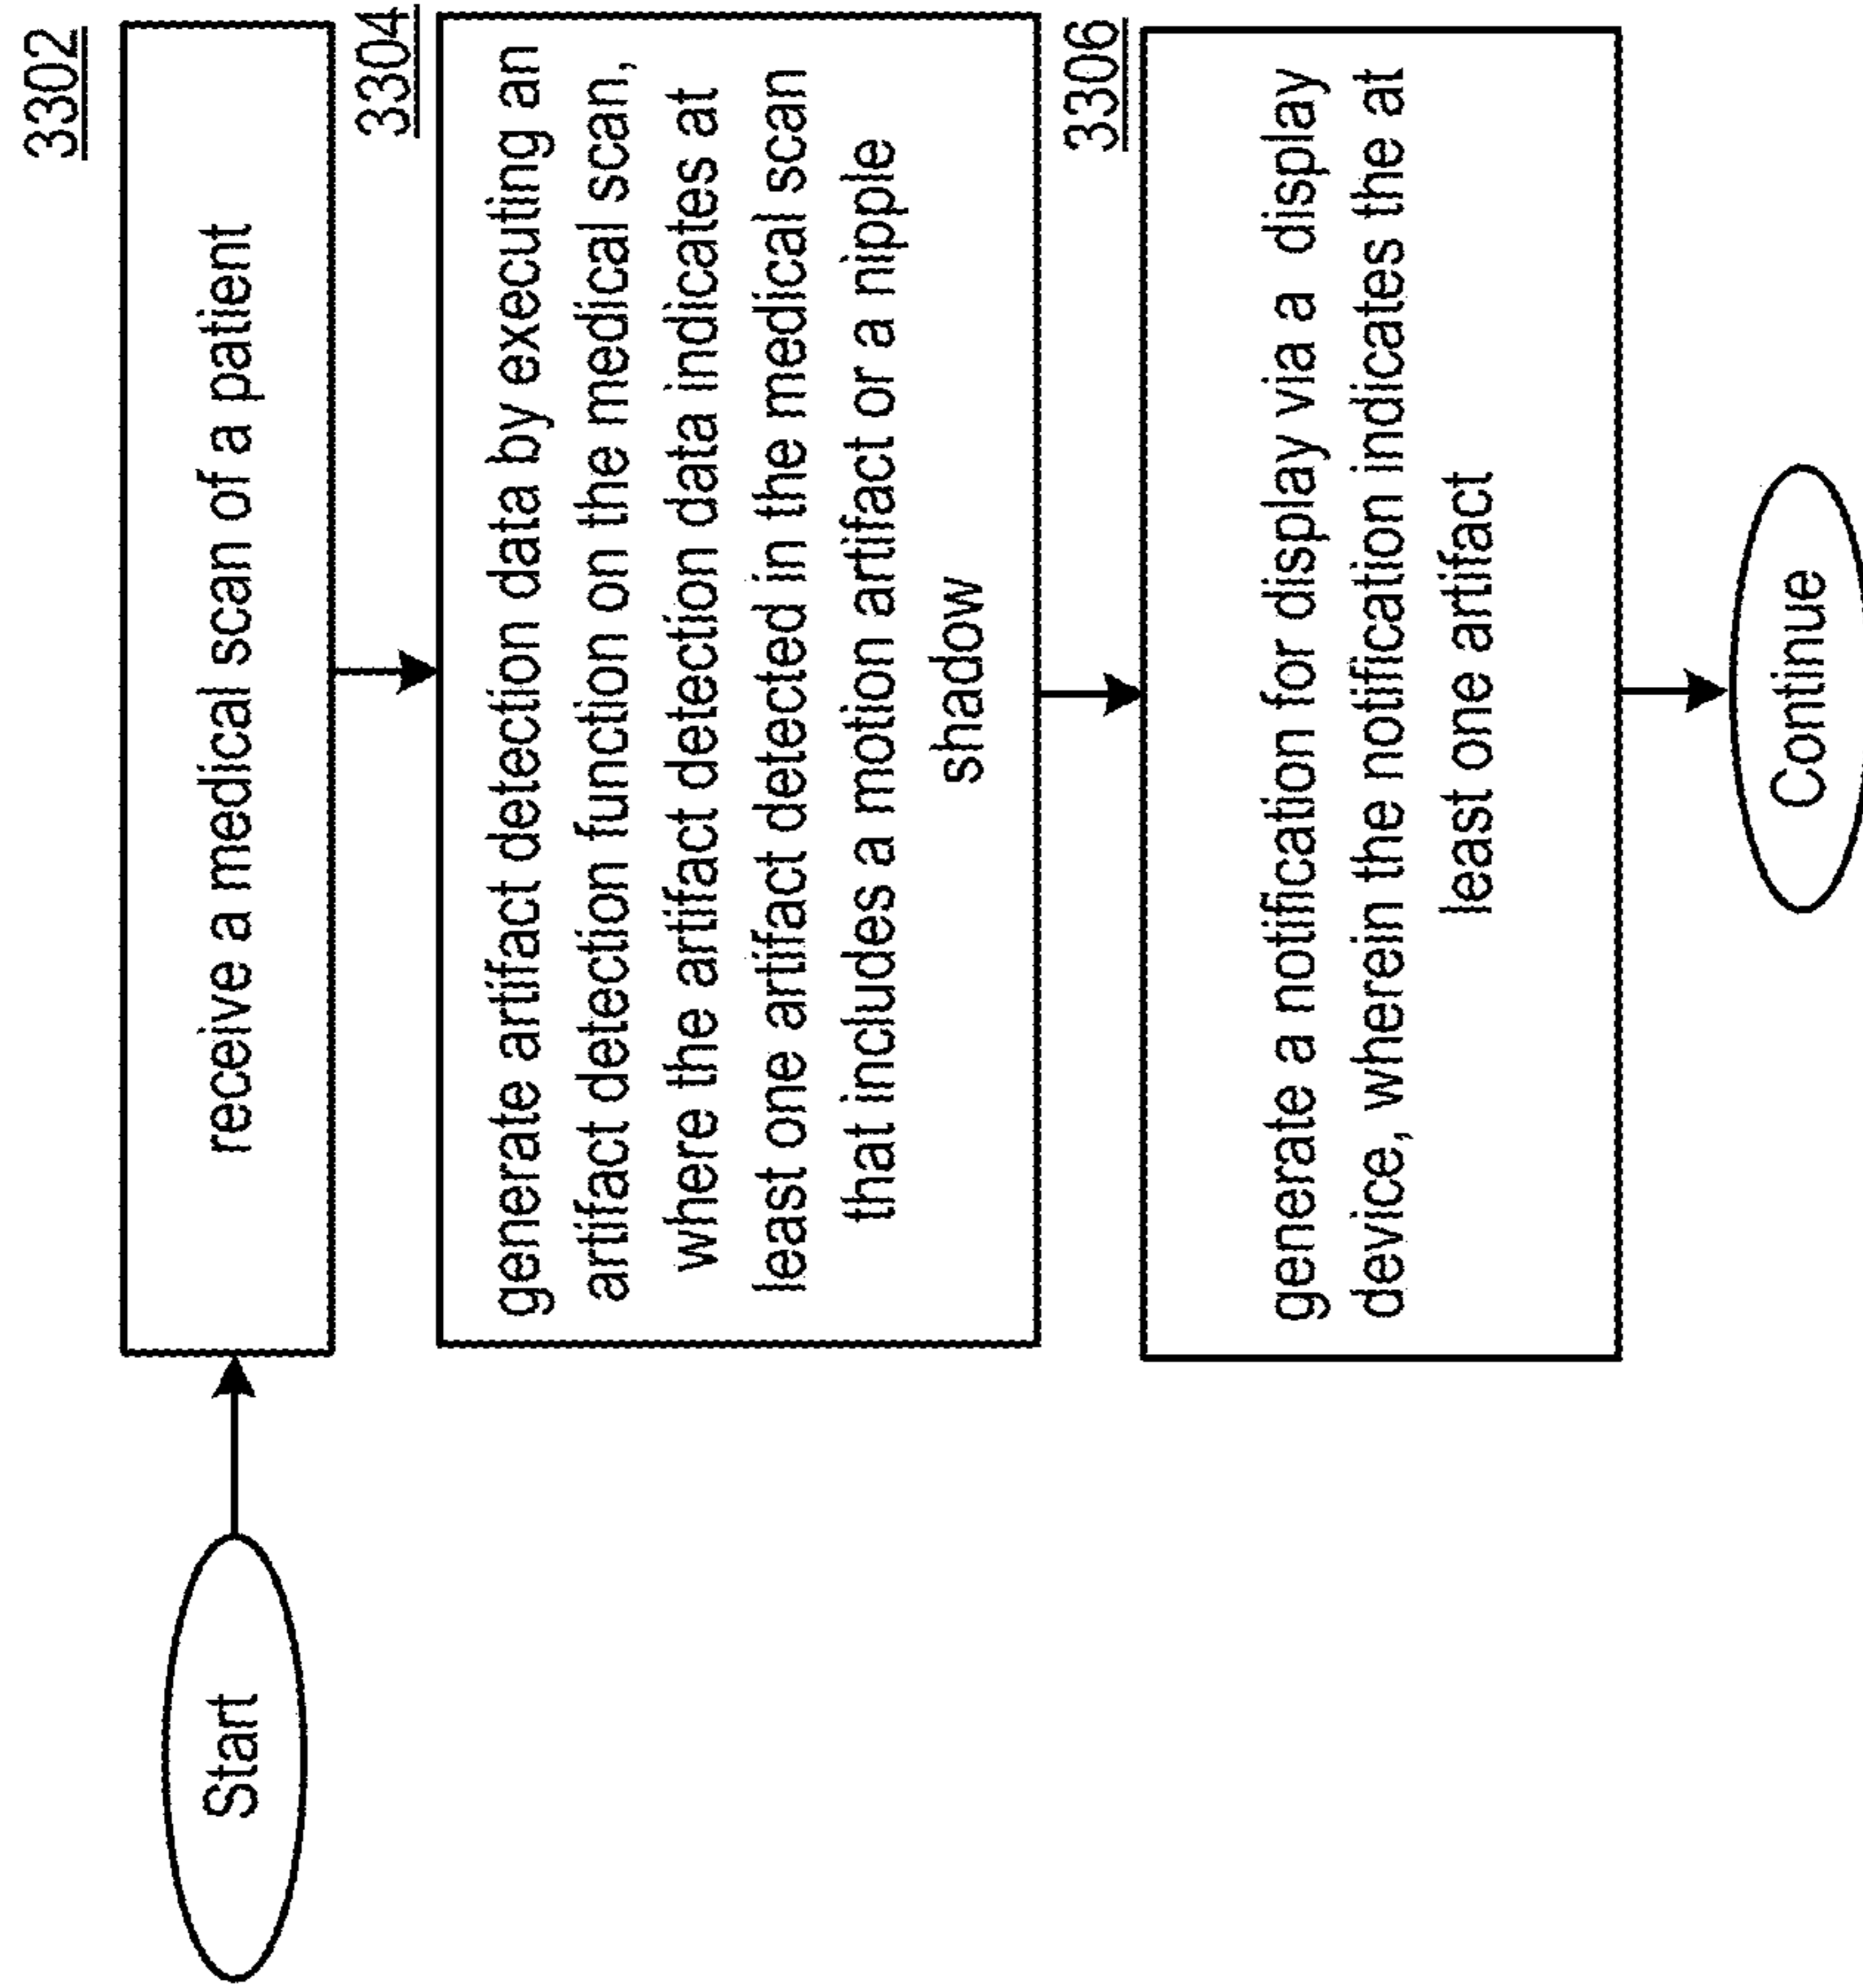 Start
3302
receive a medical scan of a patient
3304
generate artifact detection data by executing an
artifact detection function on the medical scan,
where the artifact detection data indicates at
least one artifact detected in the medical scan
that includes a motion artifact or a nipple
shadow
3306
generate a notification for display via a display
device, wherein the notification indicates the at
least one artifact
Continue